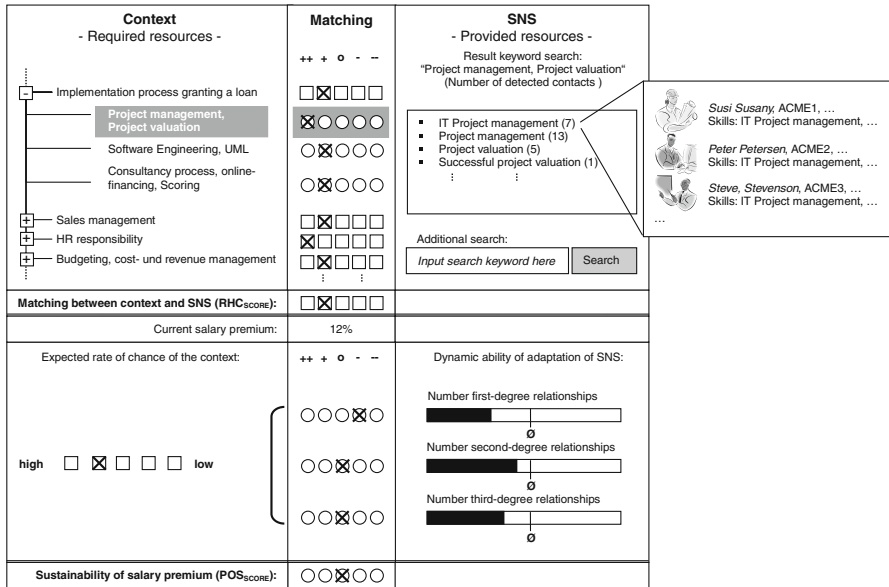 Context
- Required resources -
Matching
SNS
- Provided resources -
++ + o - --
Result keyword search:
"Project management, Project valuation"
(Number of detected contacts )
Implementation process granting a loan
Project management,
Project valuation
Software Engineering, UML
Consultancy process, online-
financing, Scoring
Sales management
HR responsibility
Budgeting, cost- und revenue management
IT Project management (7)
Project management (13)
Project valuation (5)
Successful project valuation (1)
Additional search:
Input search keyword here
Search
Susi Susany, ACME1, …
Skills: IT Project management, …
Peter Petersen, ACME2, …
Skills: IT Project management, …
Steve, Stevenson, ACME3, …
Skills: IT Project management, …
…
Matching between context and SNS (RHCSCORE):
Current salary premium:
12%
Expected rate of chance of the context:
++ + o - --
Dynamic ability of adaptation of SNS:
high
low
Number first-degree relationships
Ø
Number second-degree relationships
Ø
Number third-degree relationships
Ø
Sustainability of salary premium (POSSCORE):